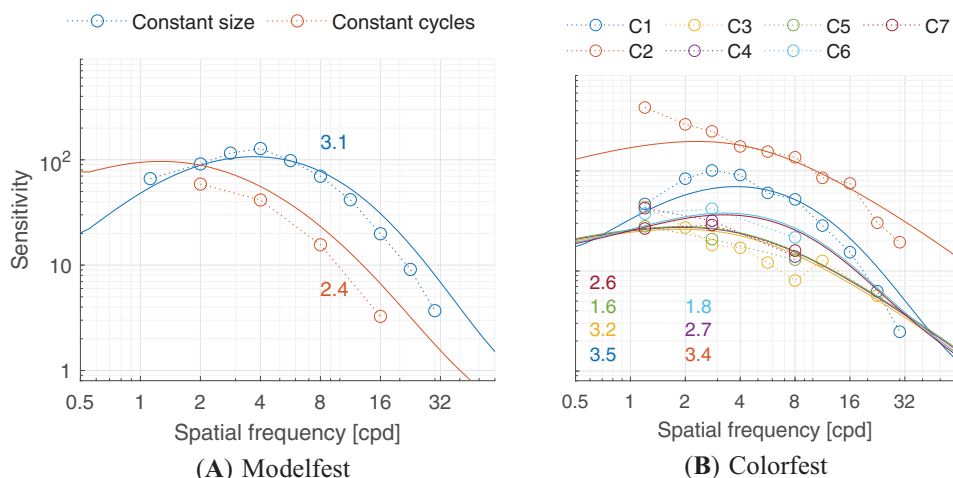 Constant size Constant cycles
C1 C3 C5 C7
C2 C4 C6
Sensitivity
10²
10
1
3.1
2.4
0.5 1 2 4 8 16 32
Spatial frequency [cpd]
(A) Modelfest
2.6
1.6 1.8
3.2 2.7
3.5 3.4
0.5 1 2 4 8 16 32
Spatial frequency [cpd]
(B) Colorfest